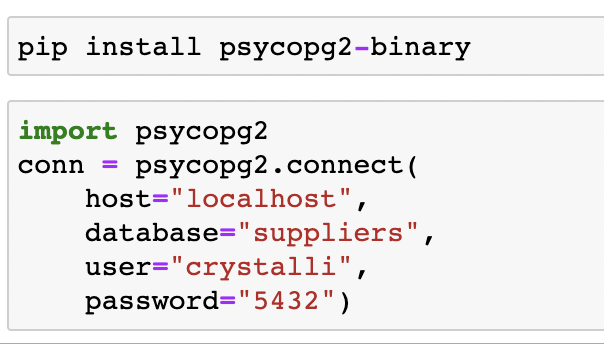 pip install psycopg2-binary
import psycopg2
conn = psycopg2.connect(
    host="localhost",
    database="suppliers",
    user="crystalli",
    password="5432")